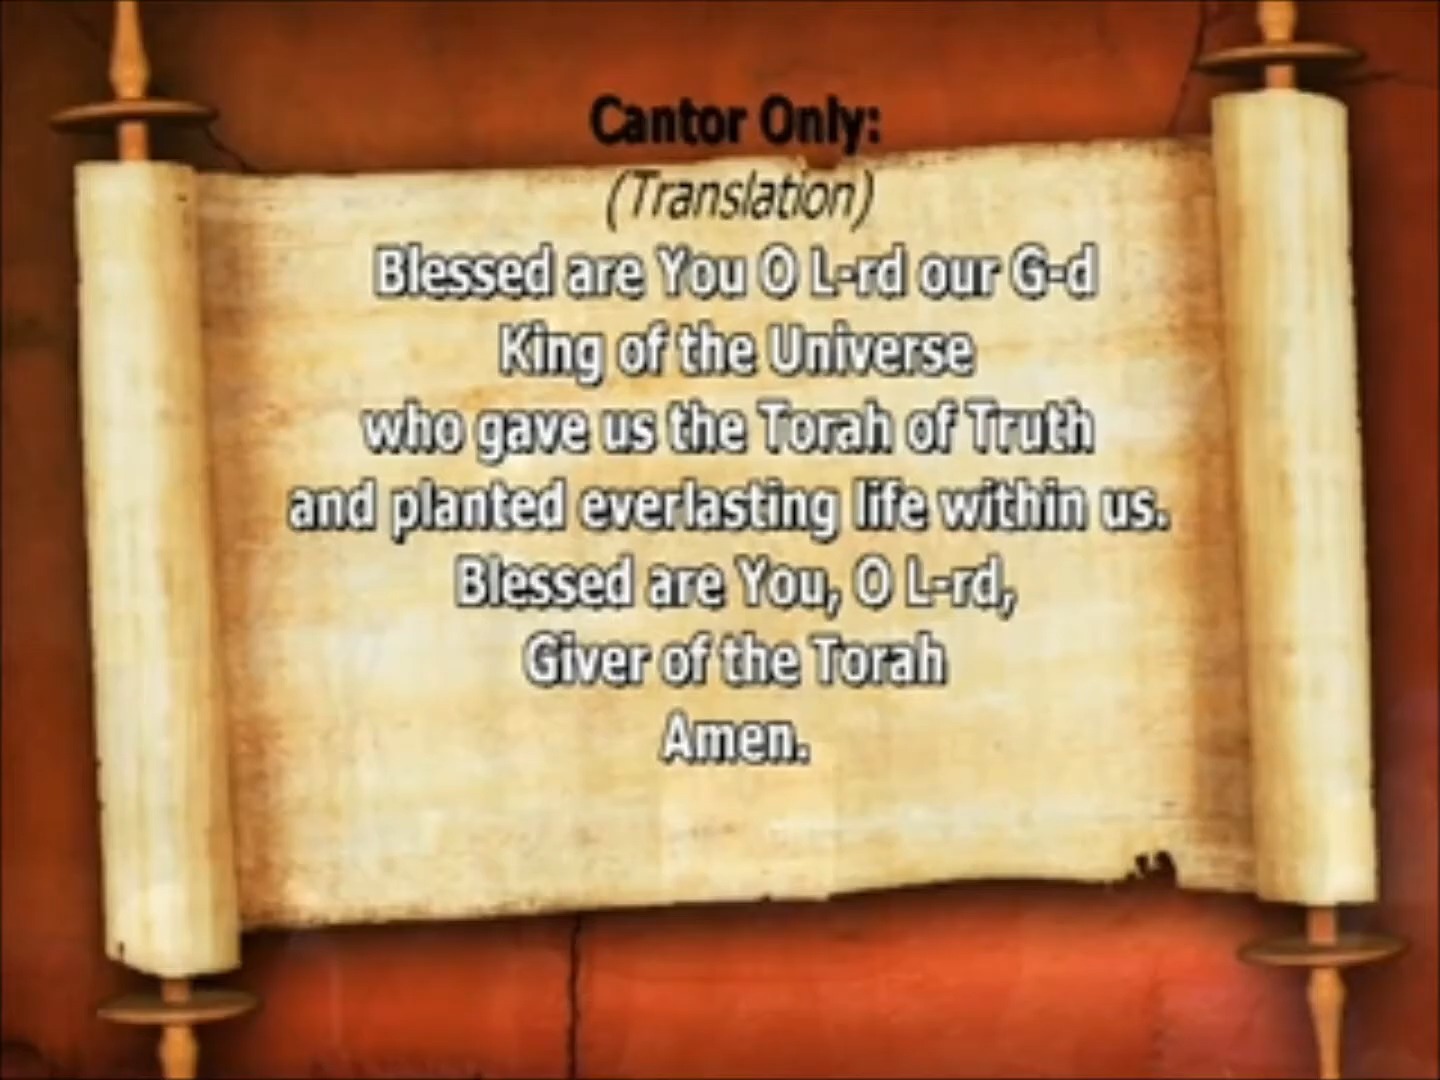 Cantor Only:
(Translation)
Blessed are You O L-rd our G-d
King of the Universe
who gave us the Torah of Truth
and planted everlasting life within us.
Blessed are You, O L-rd,
Giver of the Torah
Amen.